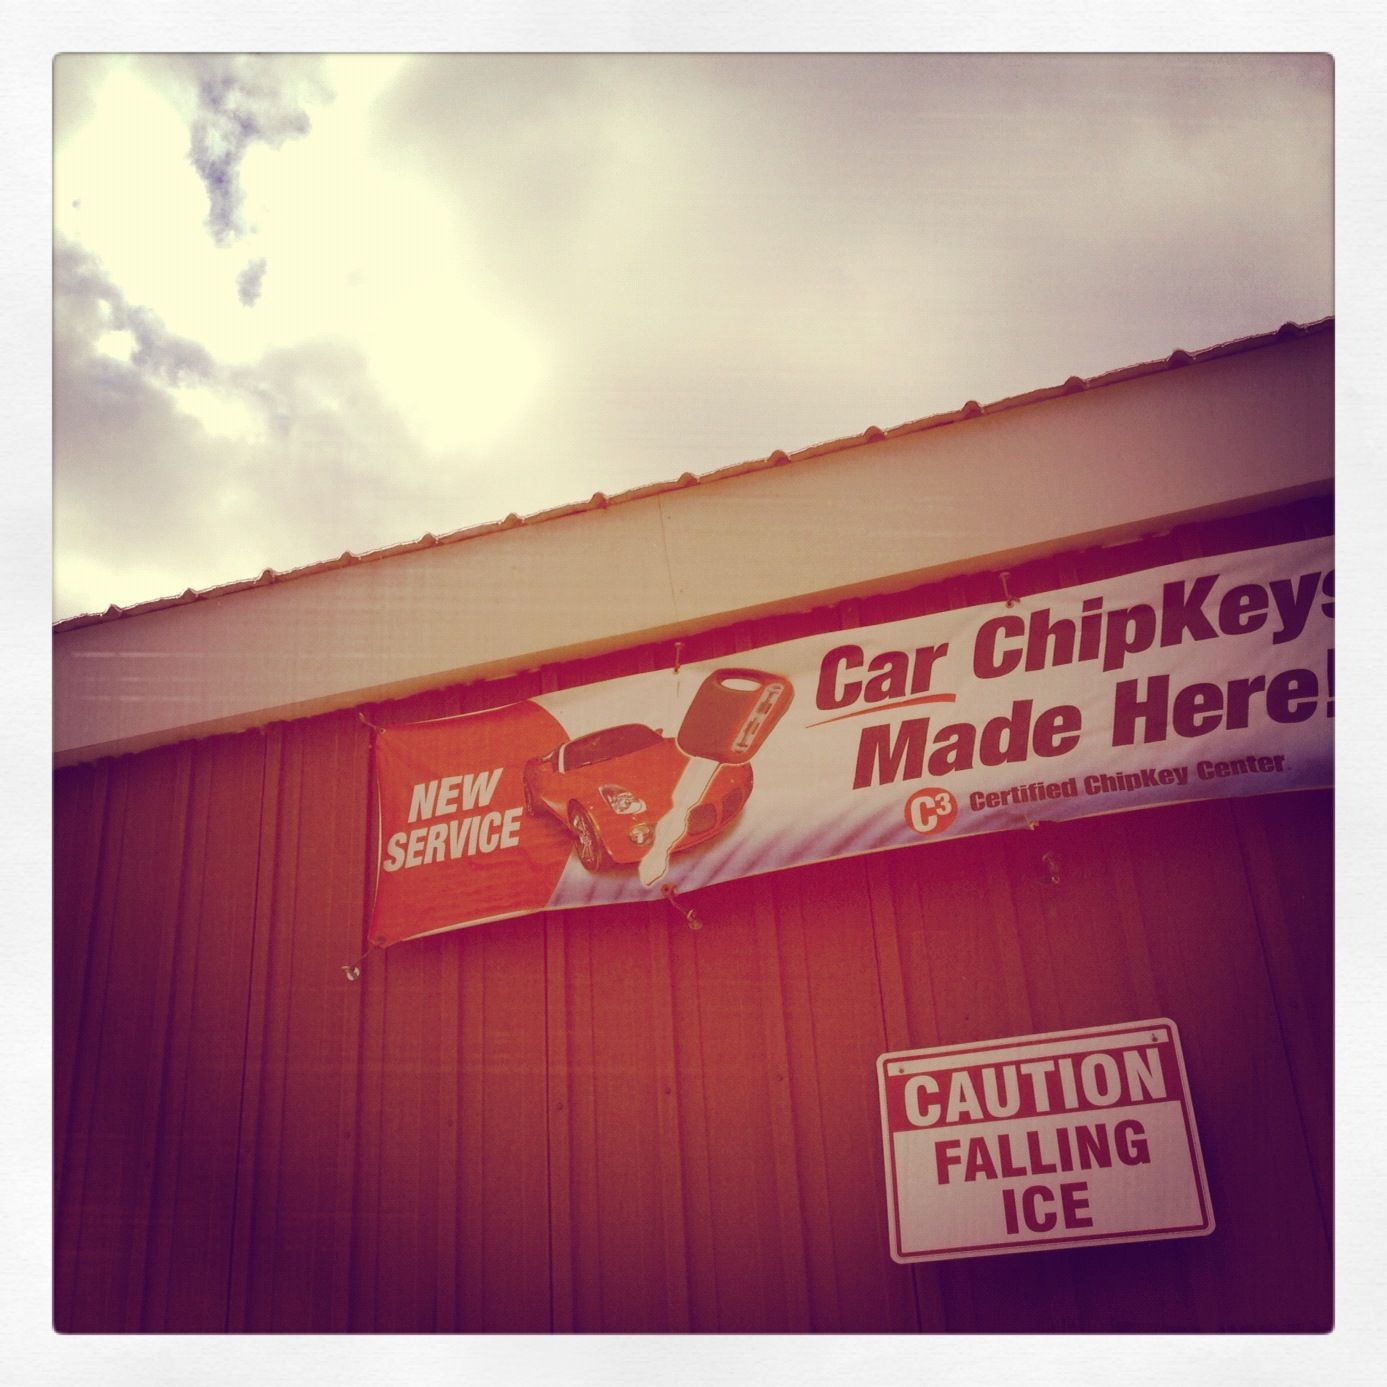 NEW
SERVICE
Car ChipKeys
Made Here!
C3 Certified ChipKey Center
CAUTION
FALLING
ICE